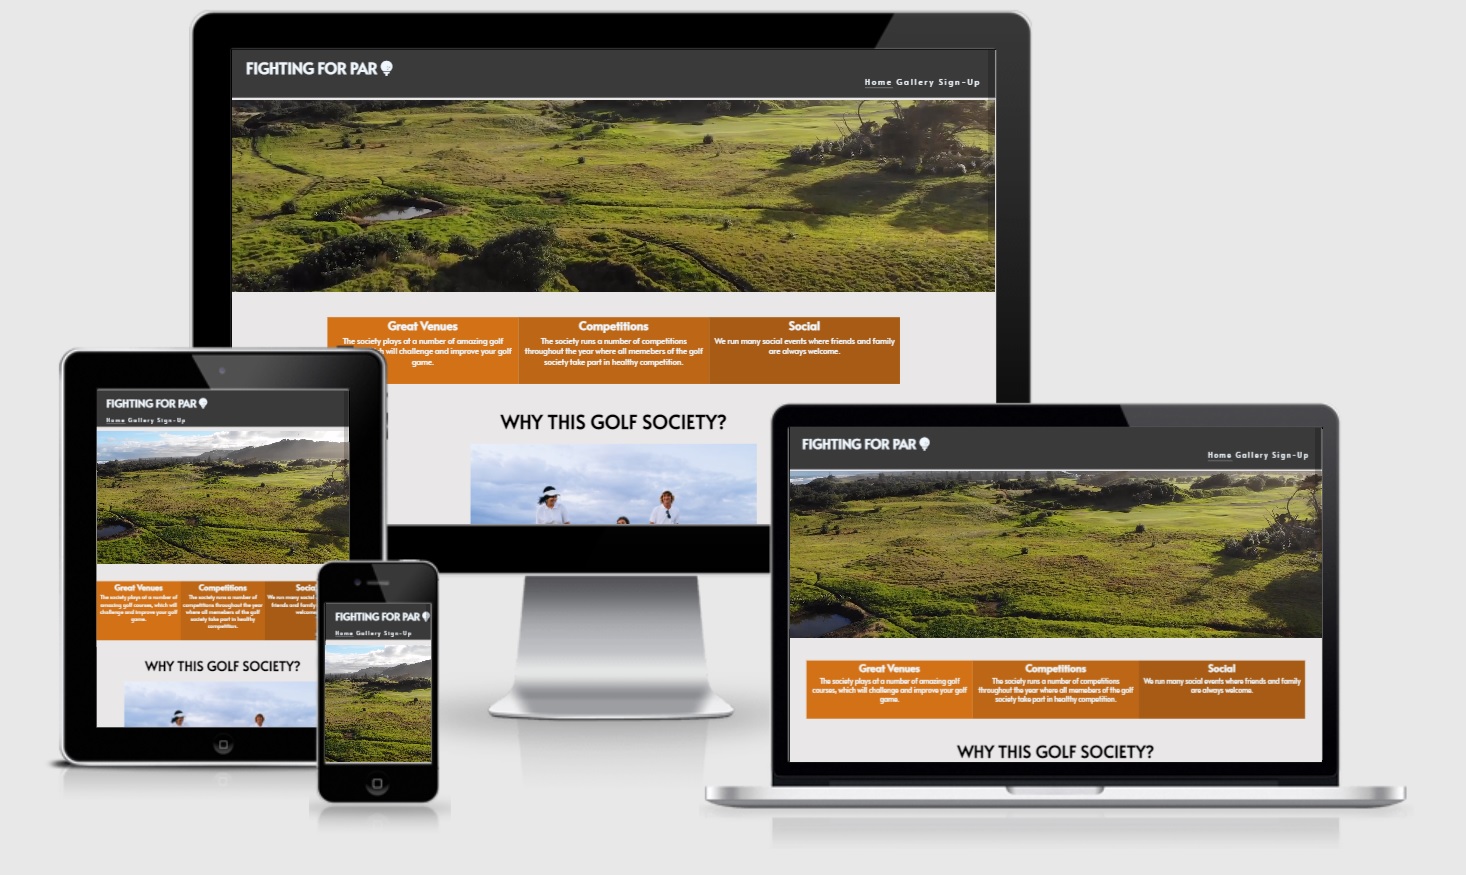 FIGHTING FOR PAR
Home Gallery Sign-Up
Great Venues
The society plays at a number of amazing golf
will challenge and improve your golf
game.
Competitions
The society runs a number of competitions
throughout the year where all memebers of the golf
society take part in healthy competition.
Social
We run many social events where friends and family
are always welcome.
WHY THIS GOLF SOCIETY?
FIGHTING FOR PAR
Home Gallery Sign-Up
Great Venues
The society plays at a number of
amazing golf courses, which will
challenge and improve your golf
game.
Competitions
The society runs a number of
competitions throughout the year
where all memebers of the golf
society take part in healthy
competition.
Social
We run many social
friends and family
welcome
WHY THIS GOLF SOCIETY?
FIGHTING FOR PAR
Home Gallery Sign-Up
FIGHTING FOR PAR
Home Gallery Sign-Up
Great Venues
The society plays at a number of amazing golf
courses, which will challenge and improve your golf
game.
Competitions
The society runs a number of competitions
throughout the year where all memebers of the golf
society take part in healthy competition.
Social
We run many social events where friends and family
are always welcome.
WHY THIS GOLF SOCIETY?